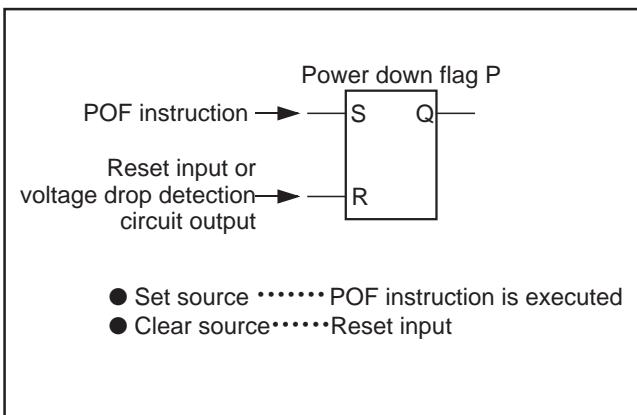 Power down flag P
POF instruction
S
Q
Reset input or
voltage drop detection
circuit output
R
● Set source ••••••• POF instruction is executed
● Clear source••••••Reset input